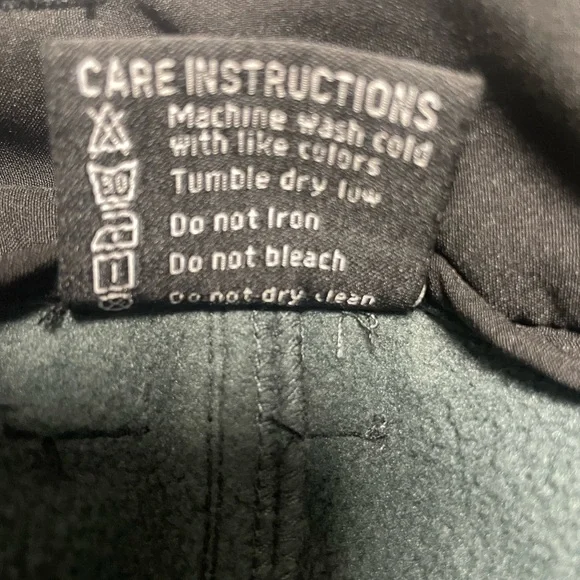 CARE INSTRUCTIONS
Machine wash cold
with like colors
Tumble dry low
Do not Iron
Do not bleach
Do not dry clean
30